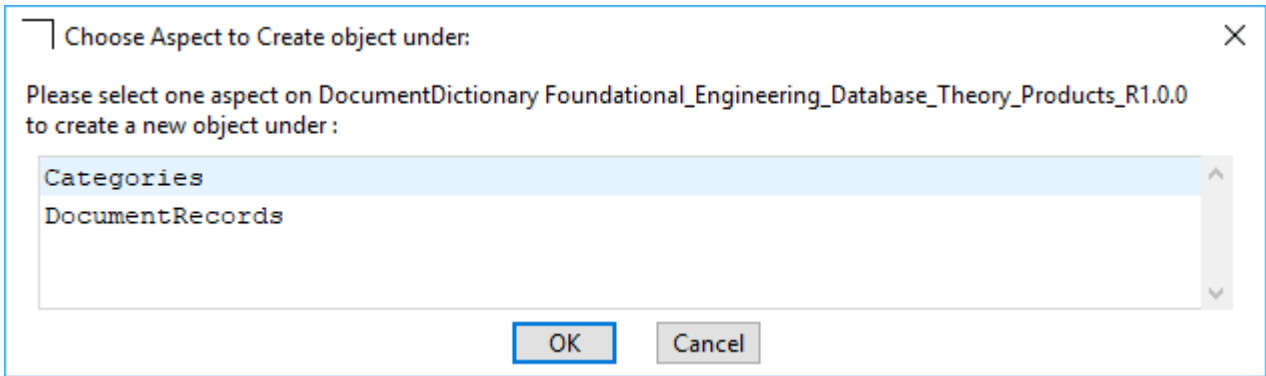 Choose Aspect to Create object under:
Please select one aspect on DocumentDictionary Foundational_Engineering_Database_Theory_Products_R1.0.0
to create a new object under :
Categories
DocumentRecords
OK Cancel